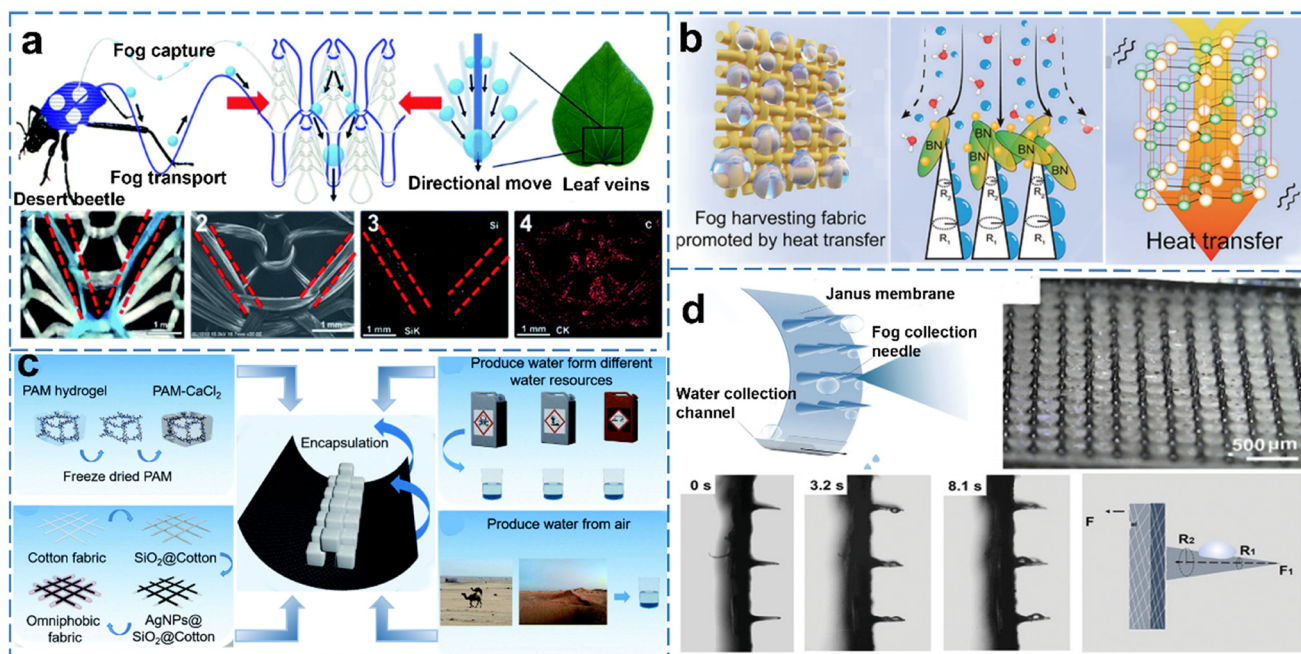 a
Fog capture
Fog transport
Desert beetle
Directional move
Leaf veins
1
1 mm
2
1 mm
3
Si
1 mm
SiK
4
C
1 mm
CK
b
Fog harvesting fabric
promoted by heat transfer
BN
BN
BN
BN
R2
R1
R2
R1
R2
R1
Heat transfer
c
PAM hydrogel
PAM-CaCl2
Freeze dried PAM
Cotton fabric
SiO2@Cotton
Omniphobic
fabric
AgNPs@
SiO2@Cotton
Encapsulation
Produce water form different
water resources
Produce water from air
d
Janus membrane
Fog collection
needle
Water collection
channel
500 μm
0 s
3.2 s
8.1 s
F
R2
R1
F1